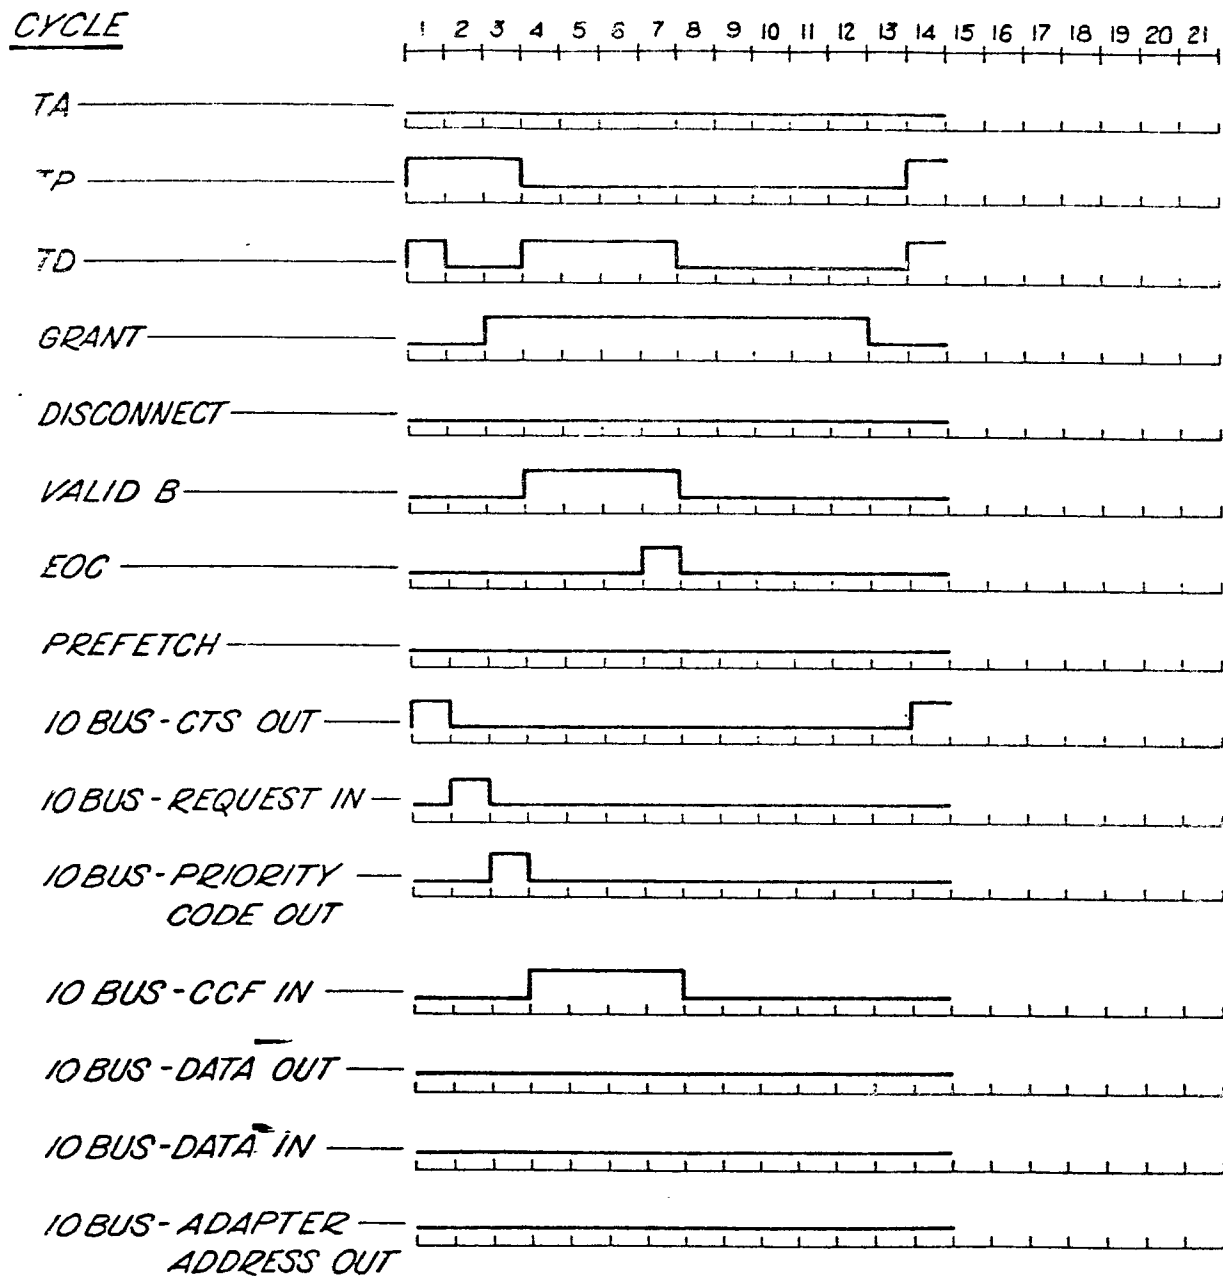 CYCLE
1 2 3 4 5 6 7 8 9 10 11 12 13 14 15 16 17 18 19 20 21
TA
TP
TD
GRANT
DISCONNECT
VALID B
EOC
PREFETCH
IO BUS-CTS OUT
IO BUS-REQUEST IN
IO BUS-PRIORITY
CODE OUT
IO BUS-CCF IN
IO BUS-DATA OUT
IO BUS-DATA IN
IO BUS-ADAPTER
ADDRESS OUT